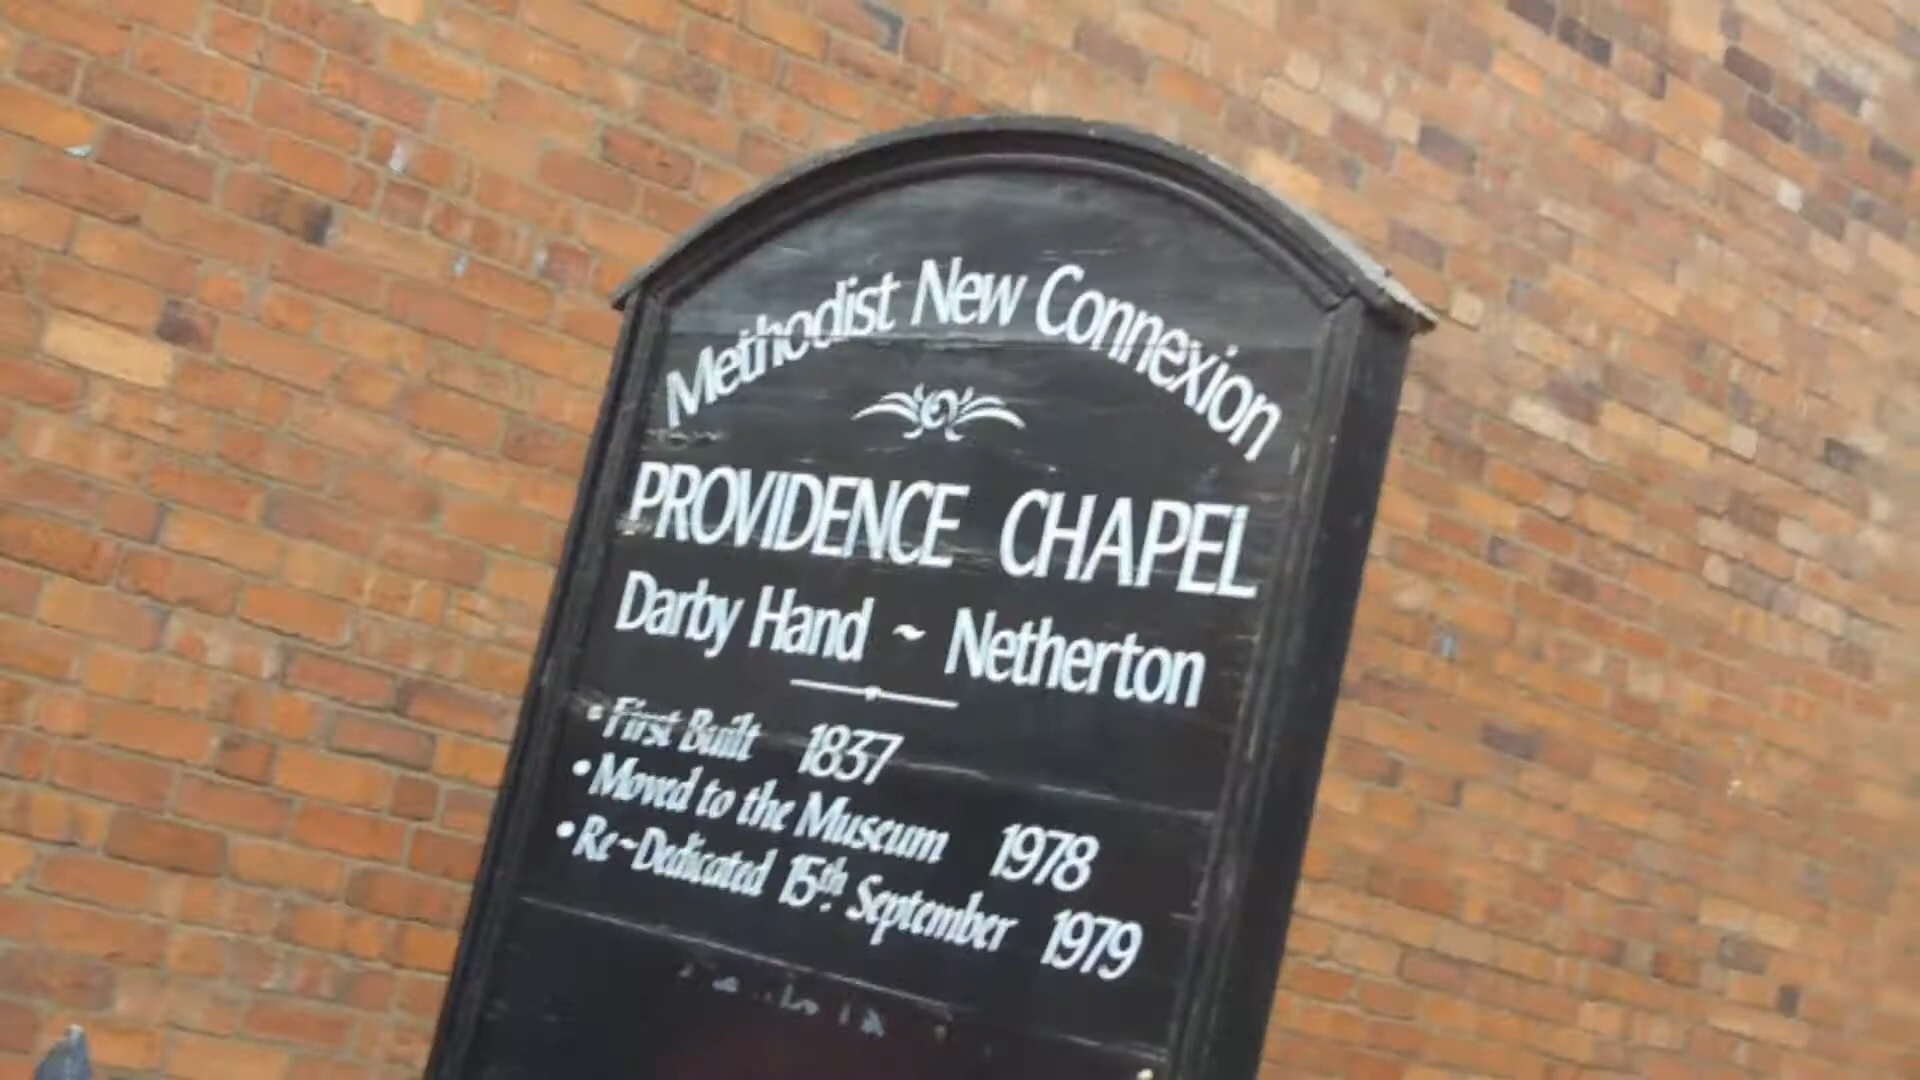 Methodist New Connexion
PROVIDENCE CHAPEL
Darby Hand ~ Netherton
• First Built 1837
• Moved to the Museum 1978
• Re~Dedicated 15th September 1979